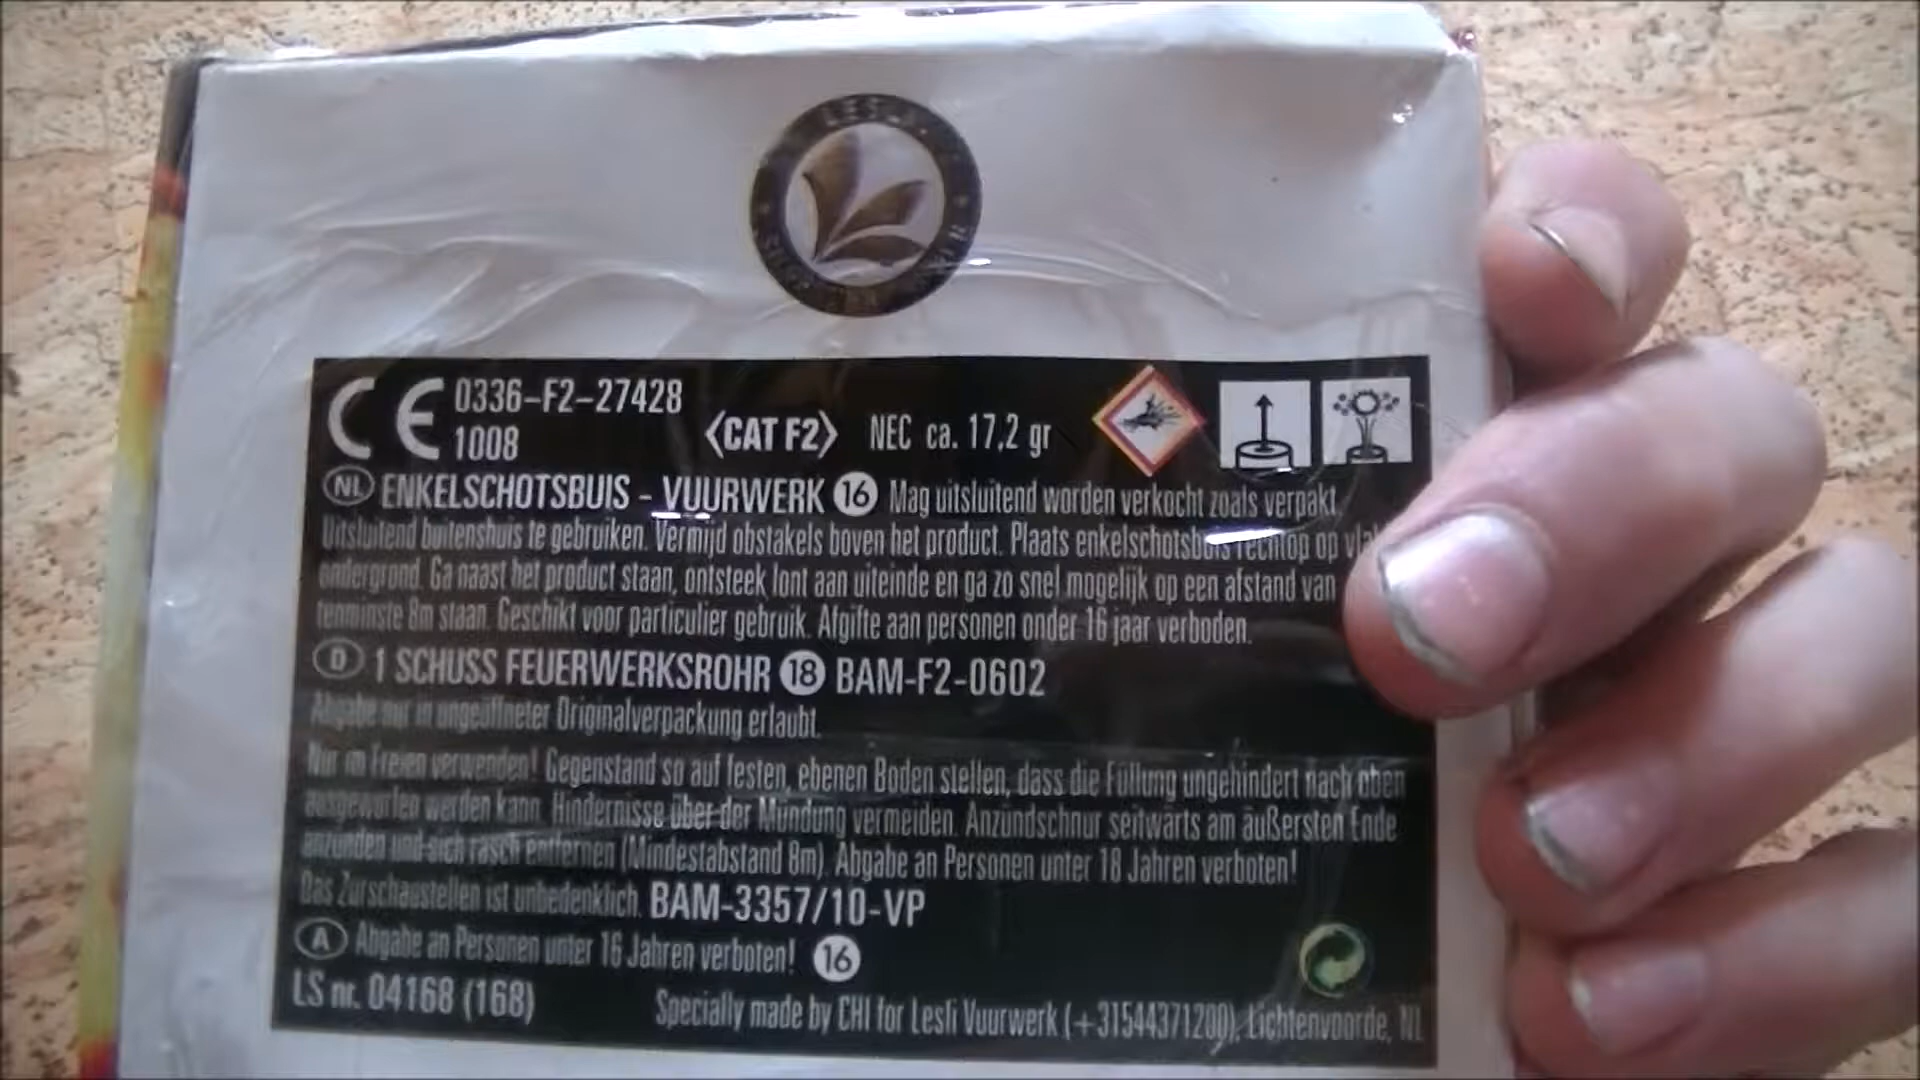 LESLI
0336-F2-27428
1008
<CAT F2> NEC ca. 17,2 gr
NL ENKELSCHOTSBUIS - VUURWERK 16 Mag uitsluitend worden verkocht zoals verpakt.
Uitsluitend buitenshuis te gebruiken. Vermijd obstakels boven het product. Plaats enkelschotsbuis rechtop op
ondergrond. Ga naast het product staan, ontsteek lont aan uiteinde en ga zo snel mogelijk op een afstand van
tenminste 8m staan. Geschikt voor particulier gebruik. Afgifte aan personen onder 16 jaar verboden.
D 1 SCHUSS FEUERWERKSROHR 18 BAM-F2-0602
Abgabe nur in ungeöffneter Originalverpackung erlaubt.
Nur im Freien verwenden! Gegenstand so auf festen, ebenen Boden stellen, dass die Füllung ungehindert nach oben
ausgeworfen werden kann. Hindernisse über der Mündung vermeiden. Anzündschnur seitwärts am äußersten Ende
anzünden und sich rasch entfernen (Mindestabstand 8m). Abgabe an Personen unter 18 Jahren verboten!
Das Zurschaustellen ist unbedenklich. BAM-3357/10-VP
A Abgabe an Personen unter 16 Jahren verboten! 16
LS nr. 04168 (168)
Specially made by CHI for Lesli Vuurwerk (+31544371200), Lichtenvoorde, NL